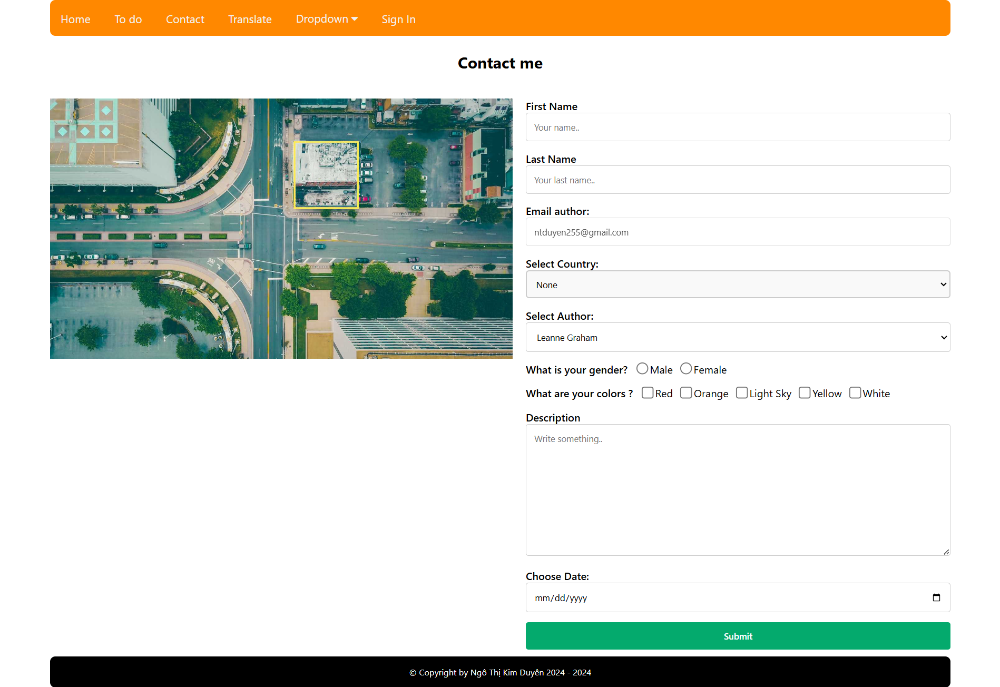 Home To do Contact Translate Dropdown Sign In
Contact me
First Name
Your name..
Last Name
Your last name..
Email author:
ntduyen255@gmail.com
Select Country:
None
Select Author:
Leanne Graham
What is your gender? Male Female
What are your colors ? Red Orange Light Sky Yellow White
Description
Write something..
Choose Date:
mm/dd/yyyy
Submit
© Copyright by Ngô Thị Kim Duyên 2024 - 2024